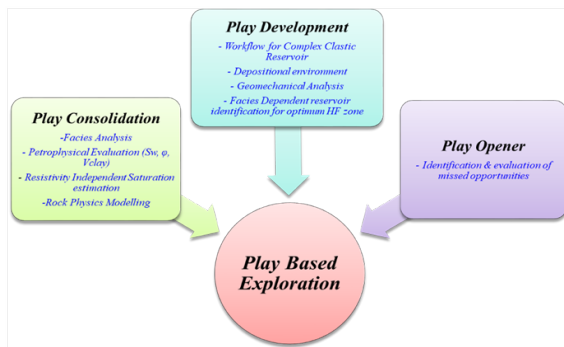 Play Development
- Workflow for Complex Clastic
Reservoir
- Depositional environment
- Geomechanical Analysis
- Facies Dependent reservoir
identification for optimum HF zone
Play Consolidation
-Facies Analysis
- Petrophysical Evaluation (Sw, φ,
Vclay)
- Resistivity Independent Saturation
estimation
-Rock Physics Modelling
Play Opener
- Identification & evaluation of
missed opportunities
Play Based
Exploration